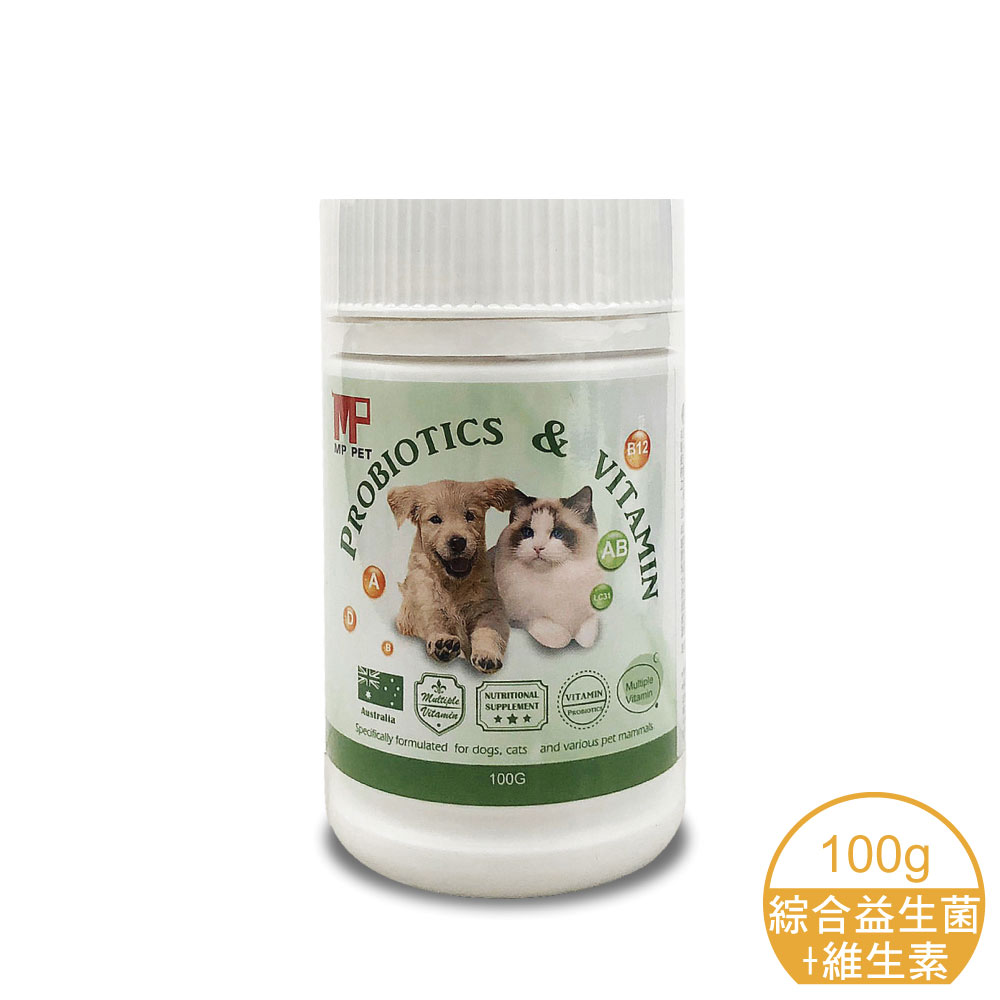 MP
MP PET
PROBIOTICS & VITAMIN
B12
AB
LC31
A
D
B
Australia
Multiple
Vitamin
NUTRITIONAL
SUPPLEMENT
VITAMIN
PROBIOTICS
Multiple
Vitamin
Specifically formulated for dogs, cats and various pet mammals
100G
100g
綜合益生菌
+維生素